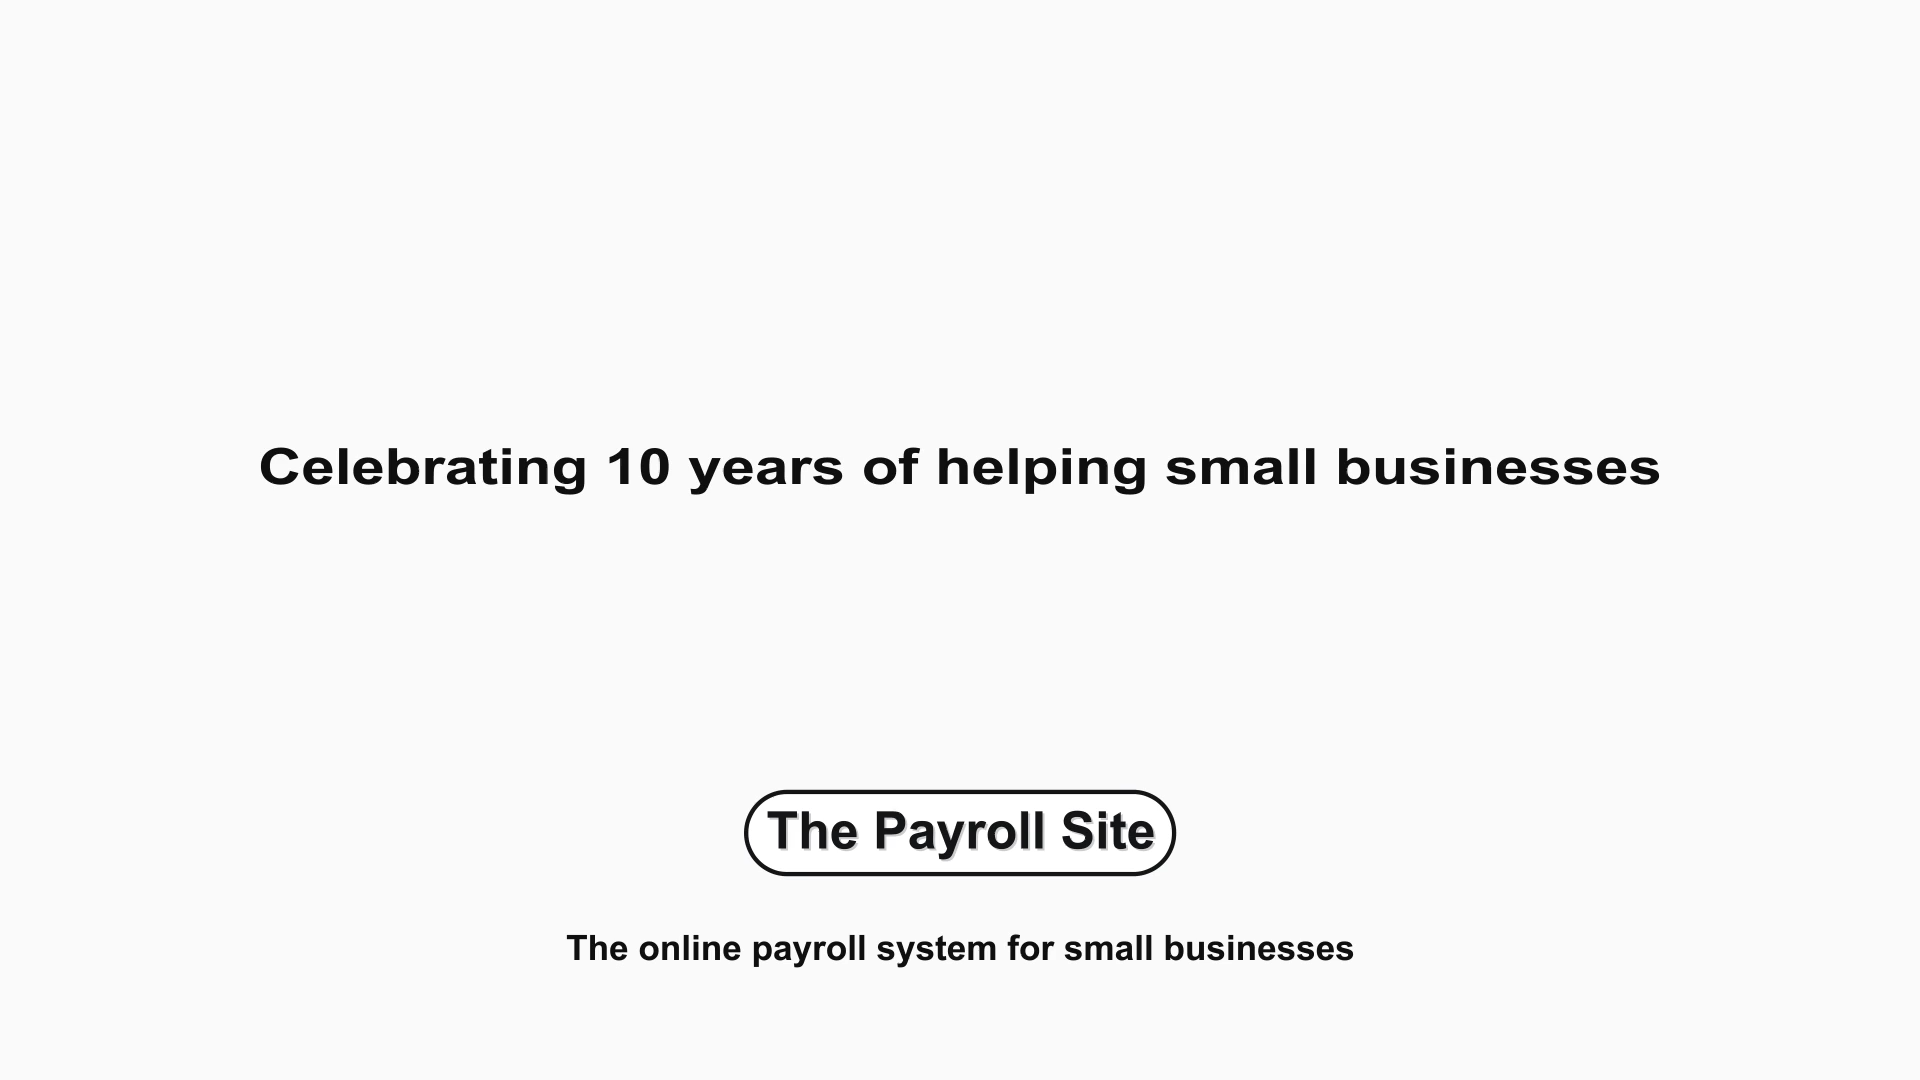 Celebrating 10 years of helping small businesses
The Payroll Site
The online payroll system for small businesses